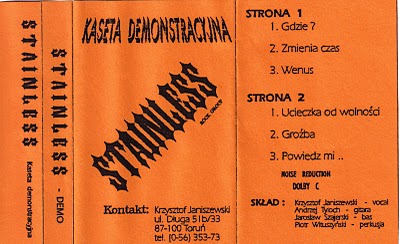 STAINLESS
STAINLESS
Kaseta demonstracyjna
- DEMO
KASETA DEMONSTRACYJNA
STAINLESS
ROCK GROUP
Kontakt: Krzysztof Janiszewski
ul. Długa 51b/33
87-100 Toruń
tel. (0-56) 353-73
STRONA 1
1. Gdzie ?
2. Zmienia czas
3. Wenus
STRONA 2
1. Ucieczka od wolności
2. Groźba
3. Powiedz mi ..
NOISE REDUCTION
DOLBY C
SKŁAD : Krzysztof Janiszewski - vocal
Andrzej Tyloch - gitara
Jarosław Szajerski - bas
Piotr Wituszyński - perkusja